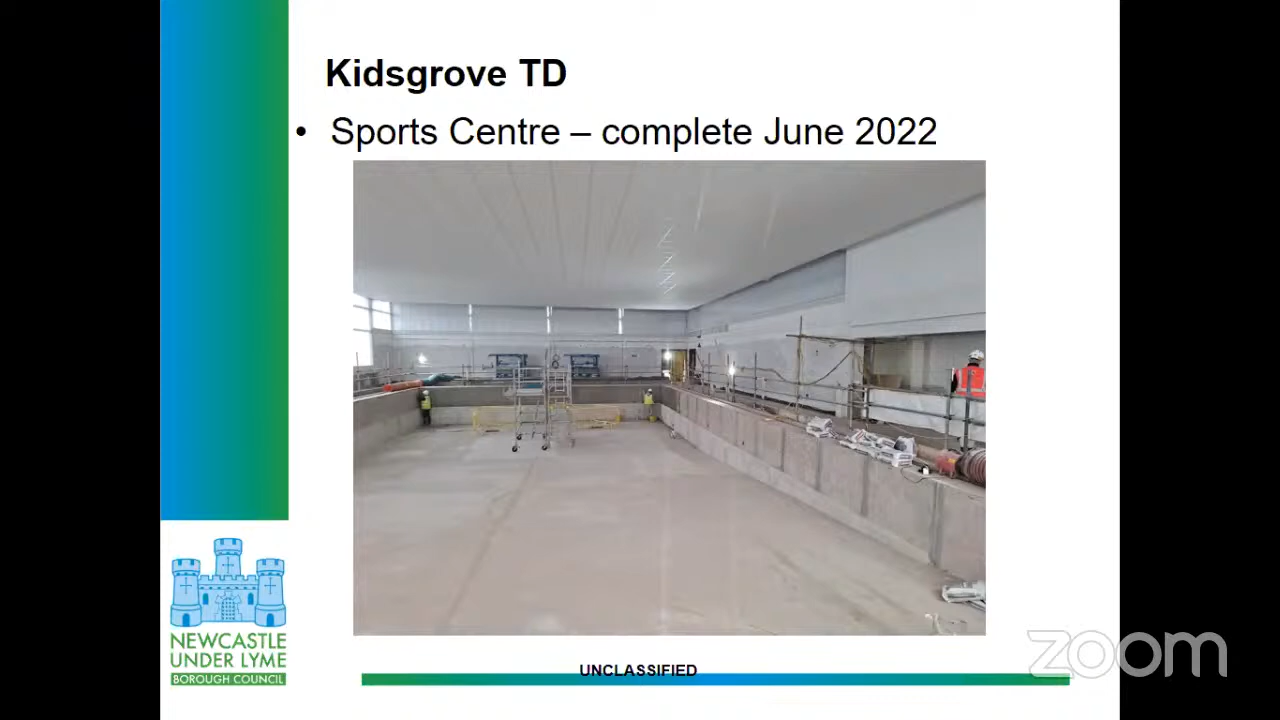 Kidsgrove TD
• Sports Centre – complete June 2022
NEWCASTLE
UNDER LYME
BOROUGH COUNCIL
UNCLASSIFIED
zoom